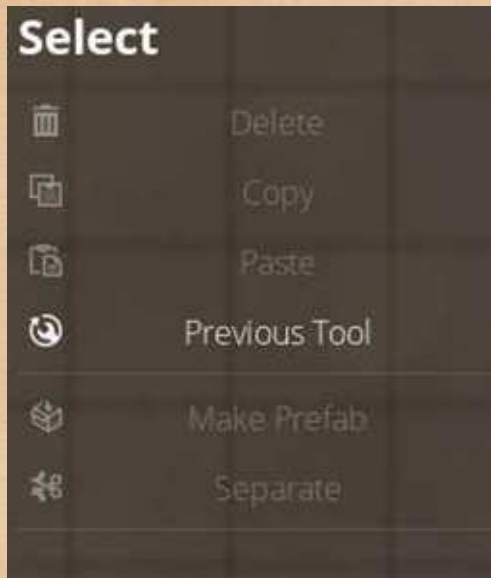 Select
Delete
Copy
Paste
Previous Tool
Make Prefab
Separate